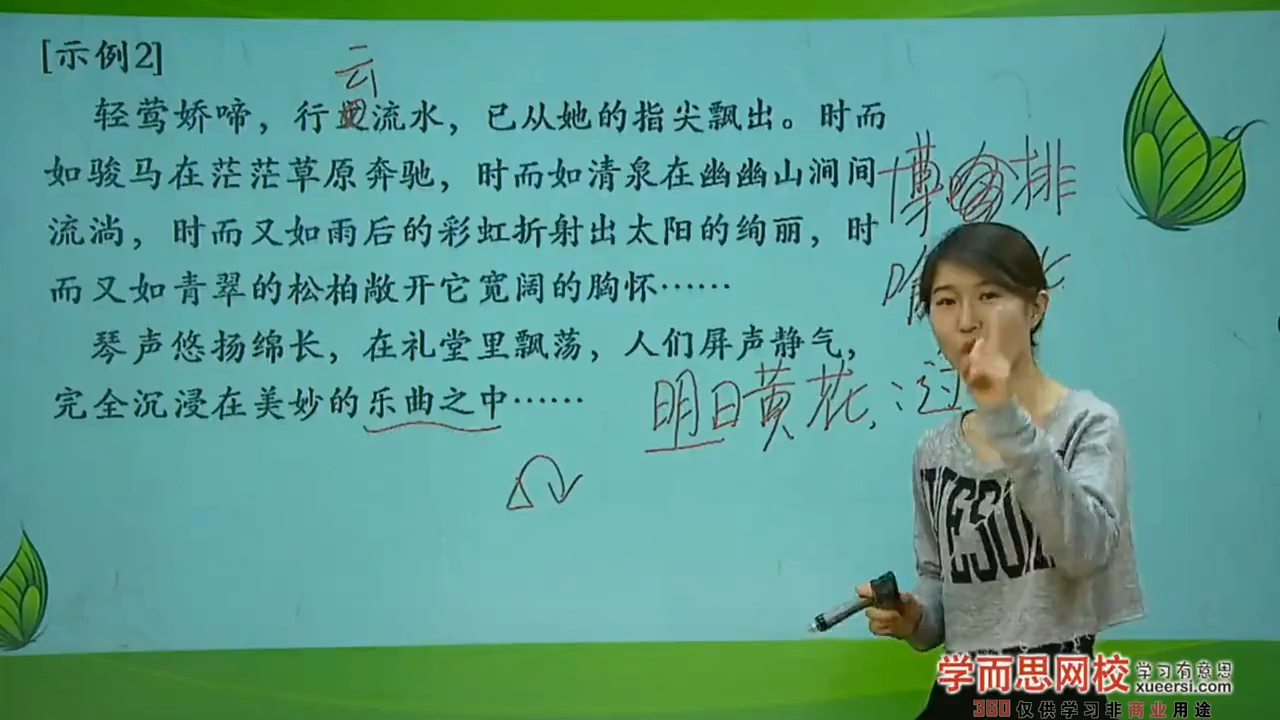 [示例2]
云
轻莺娇啼，行流水，已从她的指尖飘出。时而
如骏马在茫茫草原奔驰，时而如清泉在幽幽山涧间
流淌，时而又如雨后的彩虹折射出太阳的绚丽，时
而又如青翠的松柏敞开它宽阔的胸怀……
琴声悠扬绵长，在礼堂里飘荡，人们屏声静气，
完全沉浸在美妙的乐曲之中……
排
明日黄花，过
WESO
学而思网校 学习有意思
xueersi.com
360仅供学习非商业用途